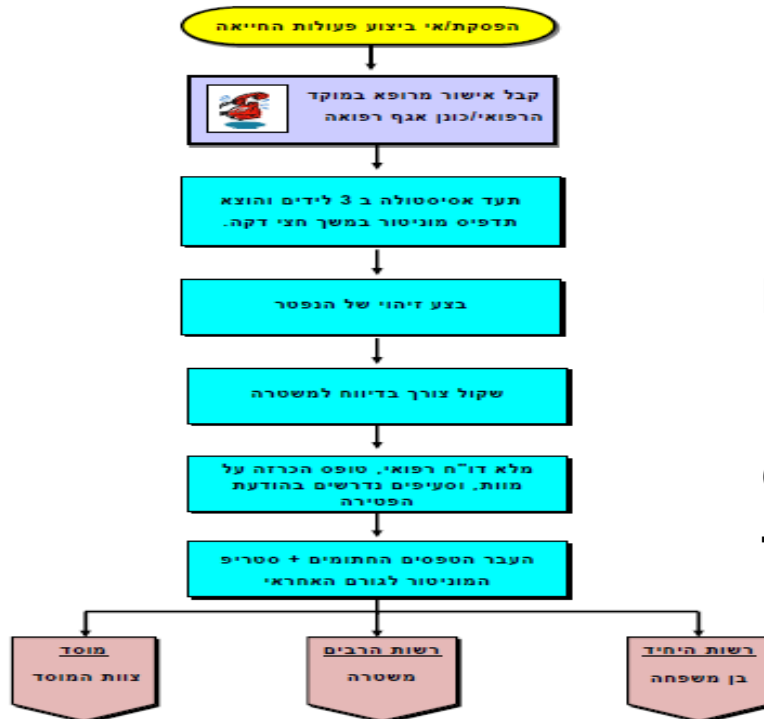 הפסקת/אי ביצוע פעולות החייאה
קבל אישור מרופא במוקד
הרפואי/כונן אגף רפואה
תעד אסיסטולה ב 3 לידים והוצא
תדפיס מוניטור במשך חצי דקה.
בצע זיהוי של הנפטר
שקול צורך בדיווח למשטרה
מלא דו"ח רפואי, טופס הכרזה על
מוות, וסעיפים נדרשים בהודעת
הפטירה
העבר הטפסים החתומים + סטריפ
המוניטור לגורם האחראי
רשות היחיד
בן משפחה
רשות הרבים
משטרה
מוסד
צוות המוסד